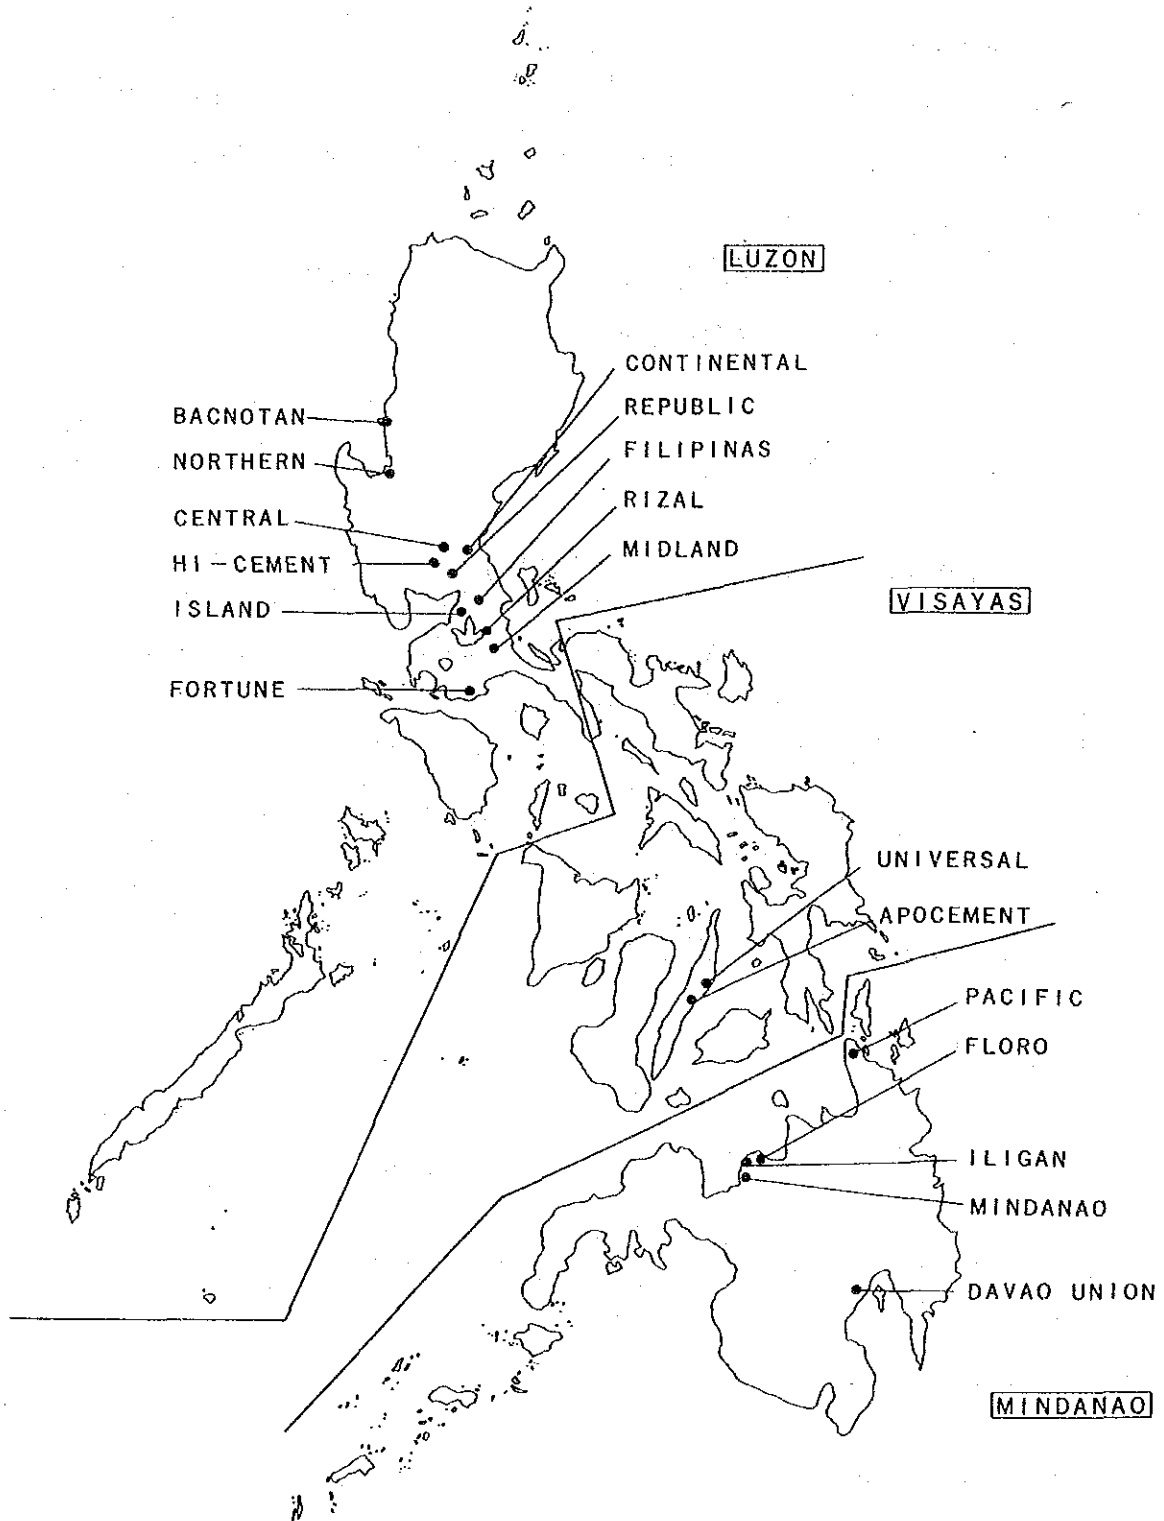 LUZON
CONTINENTAL
REPUBLIC
BACNOTAN
FILIPINAS
NORTHERN
RIZAL
CENTRAL
MIDLAND
HI-CEMENT
VISAYAS
ISLAND
FORTUNE
UNIVERSAL
APOCEMENT
PACIFIC
FLORO
ILIGAN
MINDANAO
DAVAO UNION
MINDANAO